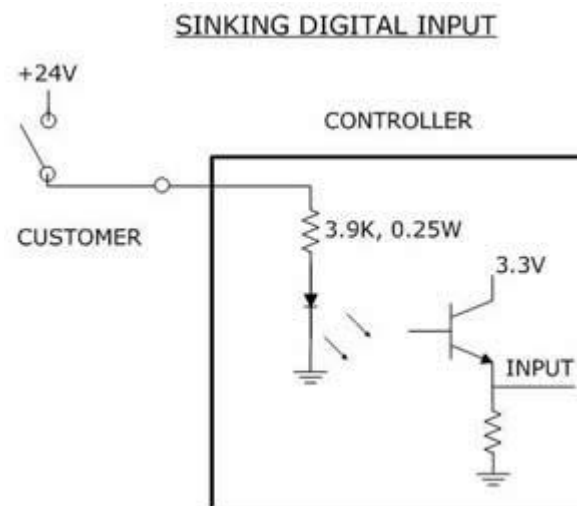 SINKING DIGITAL INPUT
+24V
CONTROLLER
CUSTOMER
3.9K, 0.25W
3.3V
INPUT